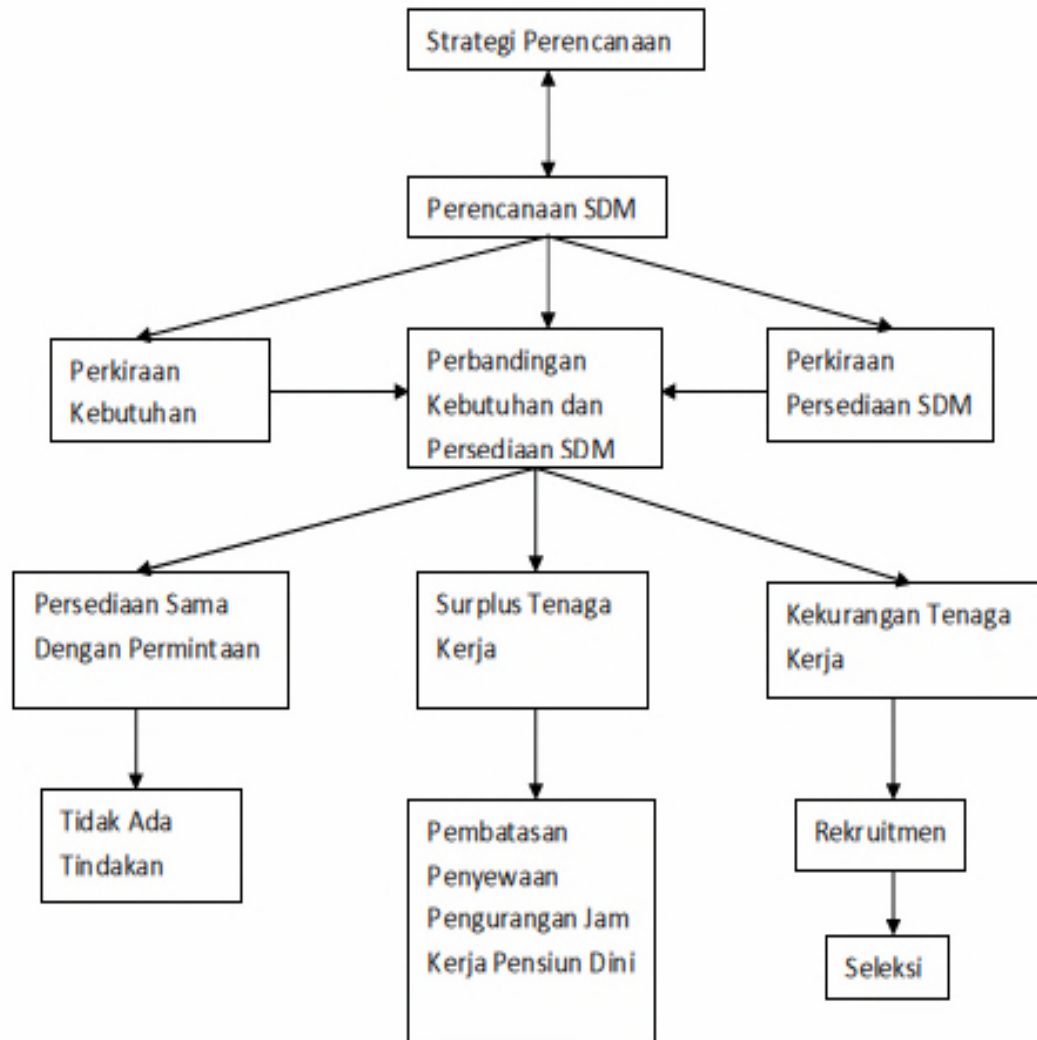 Strategi Perencanaan
Perencanaan SDM
Perkiraan
Kebutuhan
Perbandingan
Kebutuhan dan
Persediaan SDM
Perkiraan
Persediaan SDM
Persediaan Sama
Dengan Permintaan
Surplus Tenaga
Kerja
Kekurangan Tenaga
Kerja
Tidak Ada
Tindakan
Pembatasan
Penyewaan
Pengurangan Jam
Kerja Pensiun Dini
Rekruitmen
Seleksi